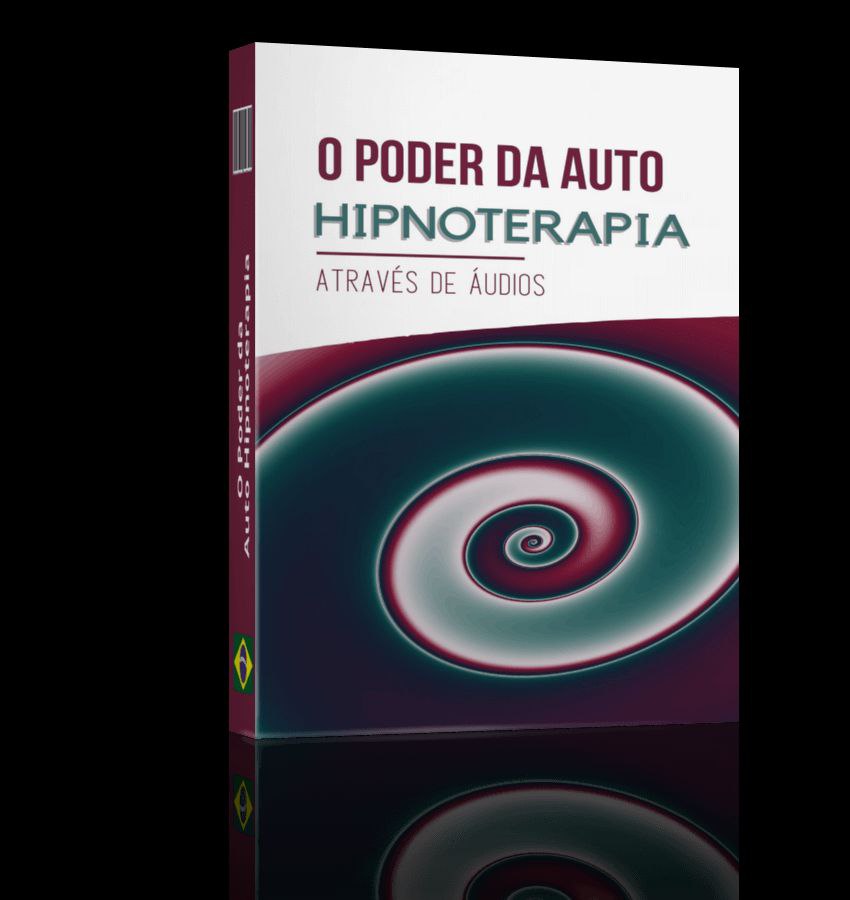 O PODER DA AUTO
HIPNOTERAPIA
ATRAVÉS DE ÁUDIOS
O Poder da
Auto Hipnoterapia